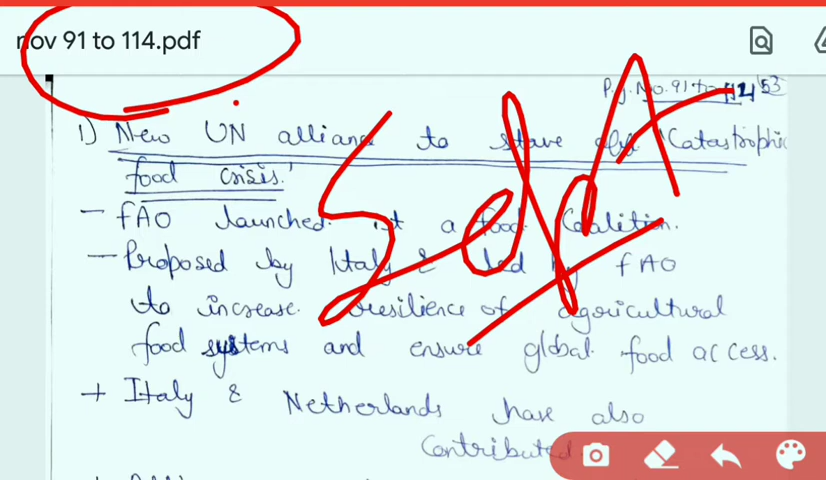 nov 91 to 114.pdf
Pg. No. 91 to 114 53
1) New UN alliance to stave off 'Catastrophic
food crisis.'
- FAO launched it a food Coalition.
- Proposed by Italy & led by FAO
to increase resilience of agricultural
food systems and ensure global food access.
+ Italy & Netherlands have also
Contributed